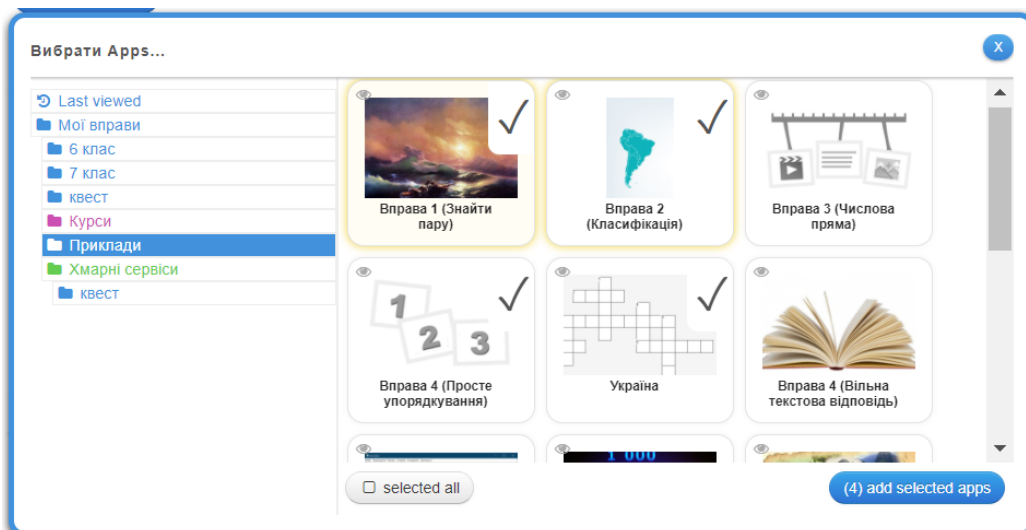 Вибрати Apps...
X
Last viewed
Мої вправи
6 клас
7 клас
квест
Курси
Приклади
Хмарні сервіси
квест
Вправа 1 (Знайти
пару)
Вправа 2
(Класифікація)
Вправа 3 (Числова
пряма)
1
2
3
Вправа 4 (Просте
упорядкування)
Україна
Вправа 4 (Вільна
текстова відповідь)
1 000
selected all
(4) add selected apps